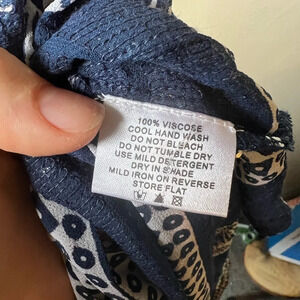 100% VISCOSE
COOL HAND WASH
DO NOT BLEACH
DO NOT TUMBLE DRY
USE MILD DETERGENT
DRY IN SHADE
MILD IRON ON REVERSE
STORE FLAT